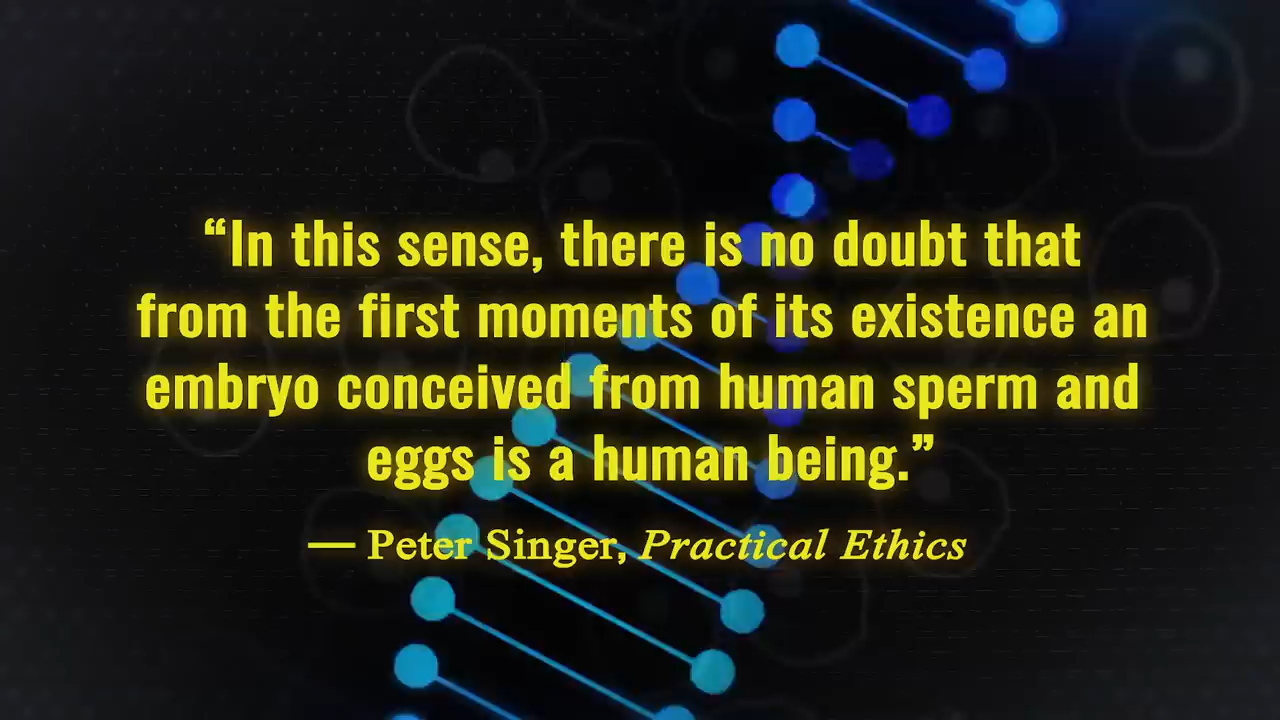 “In this sense, there is no doubt that
from the first moments of its existence an
embryo conceived from human sperm and
eggs is a human being.”
— Peter Singer, Practical Ethics